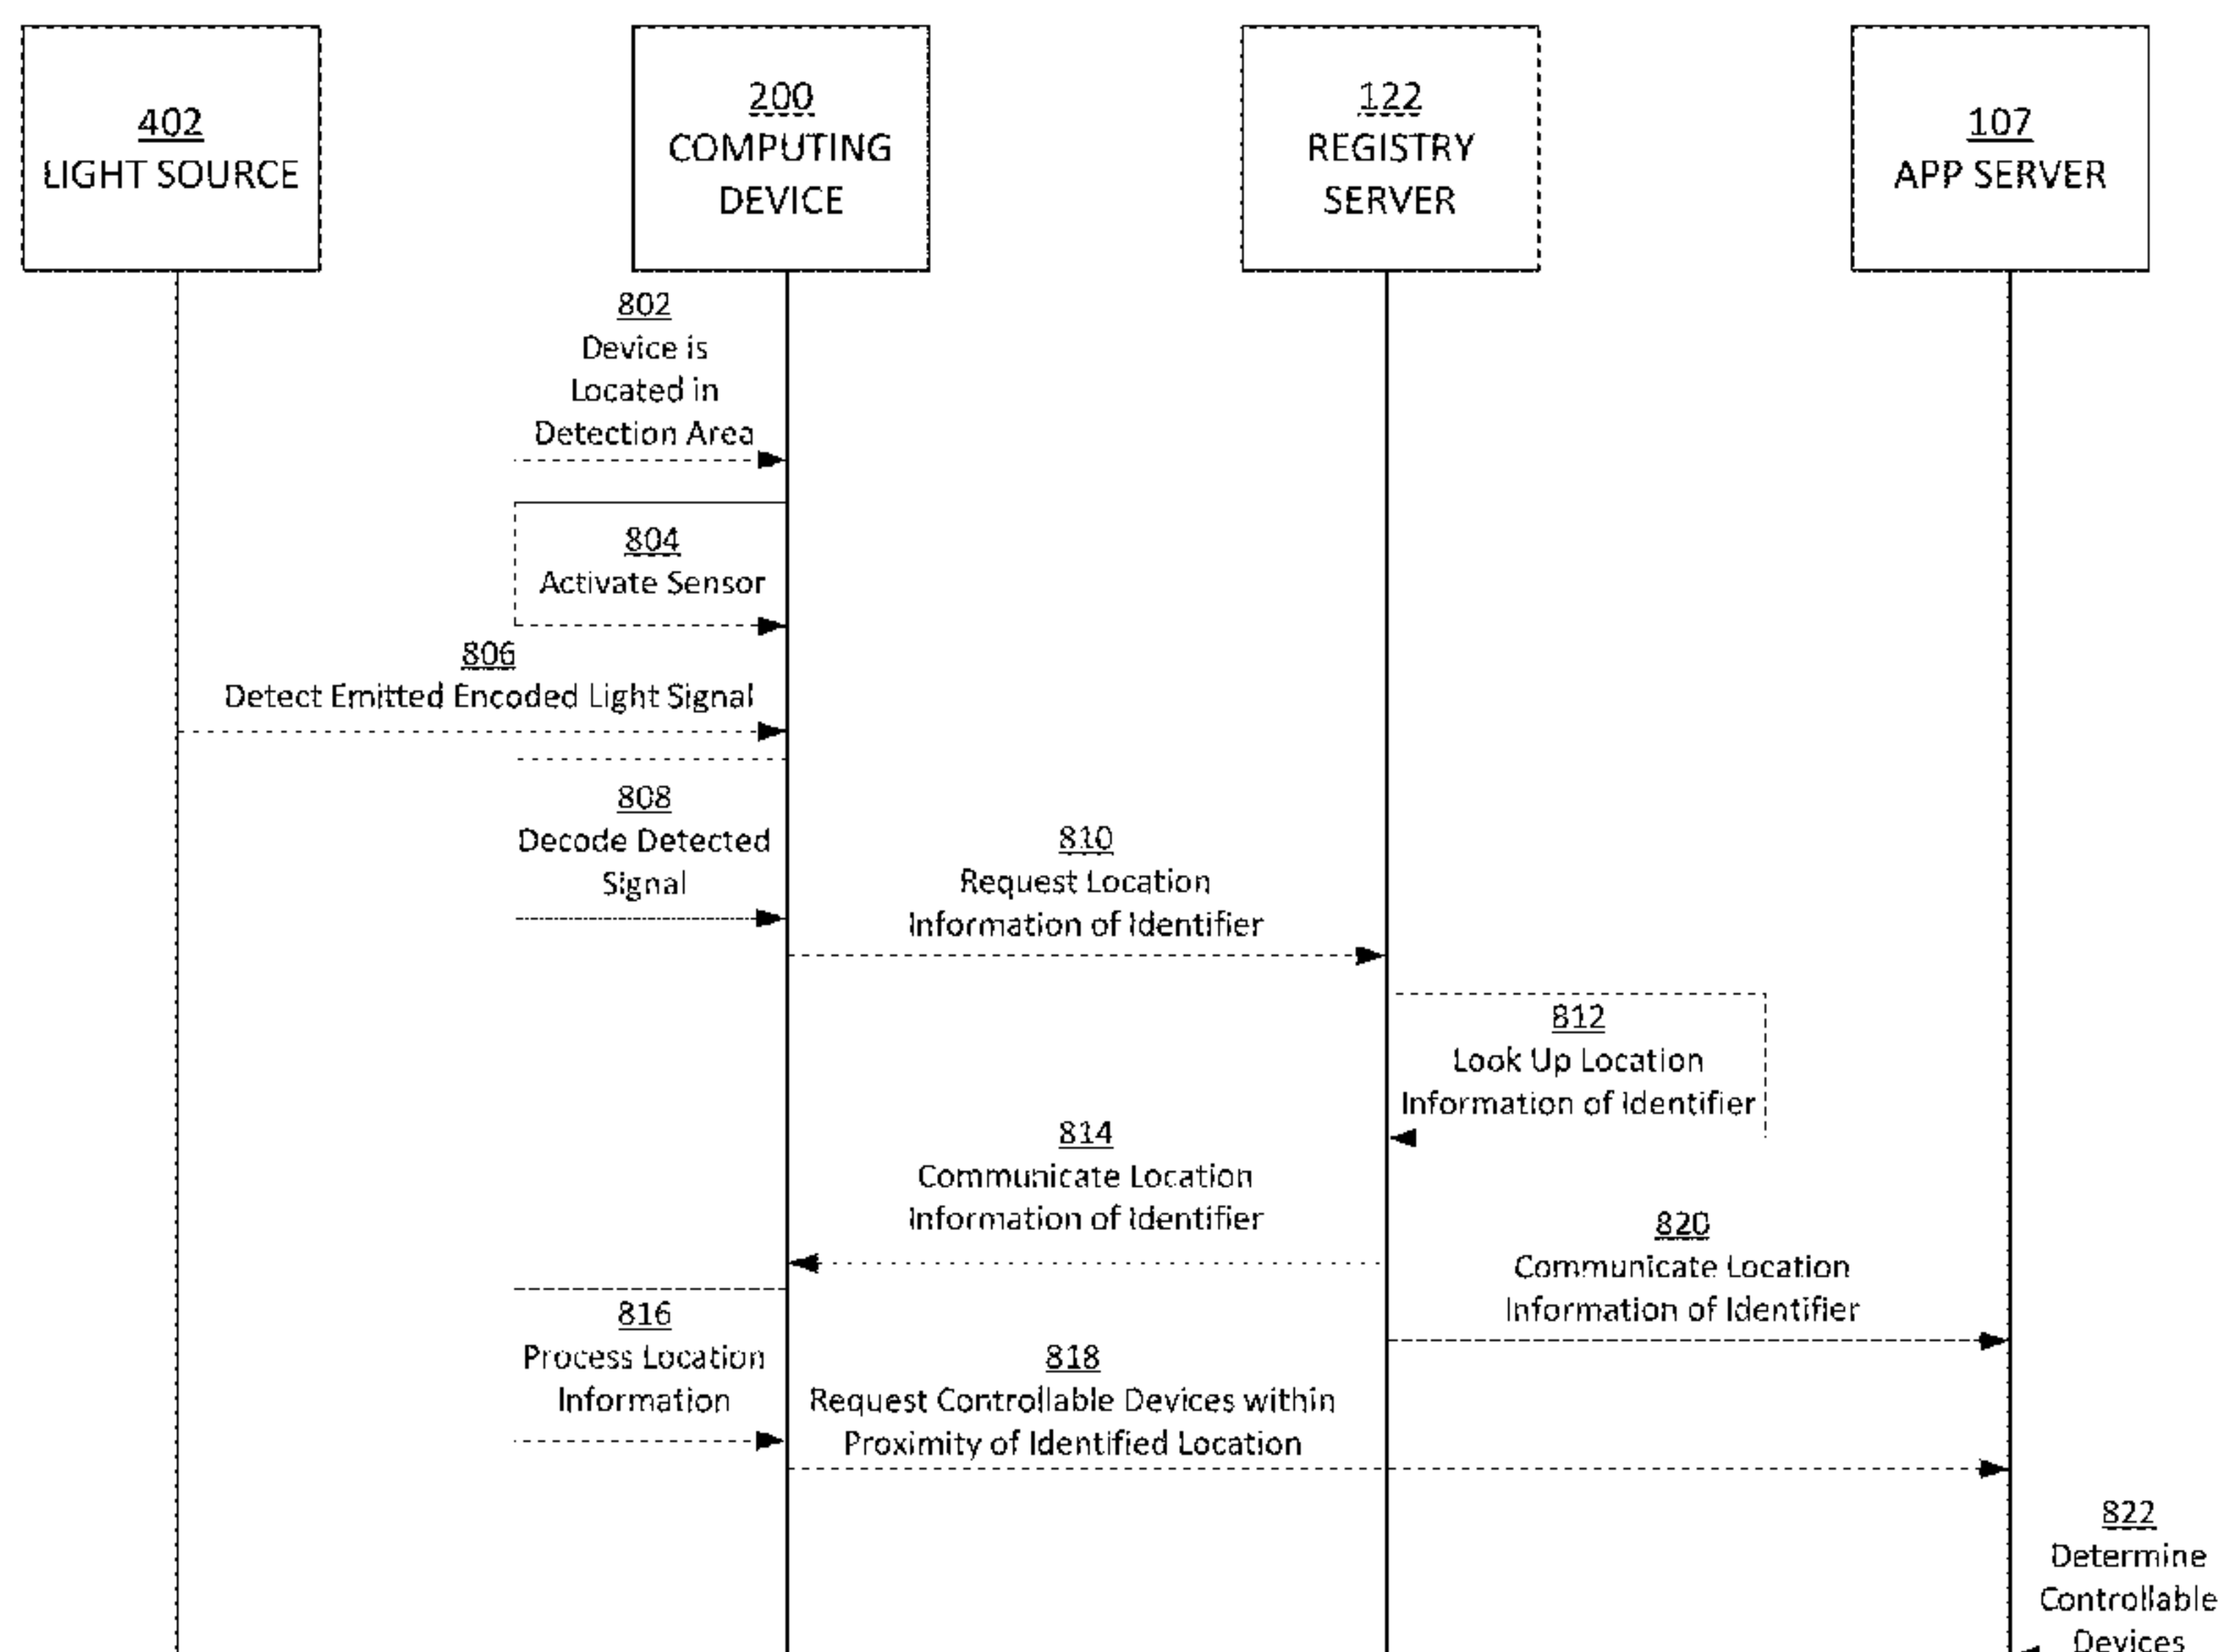 402
LIGHT SOURCE
200
COMPUTING
DEVICE
122
REGISTRY
SERVER
107
APP SERVER
802
Device is
Located in
Detection Area
804
Activate Sensor
806
Detect Emitted Encoded Light Signal
808
Decode Detected
Signal
810
Request Location
Information of Identifier
812
Look Up Location
Information of Identifier
814
Communicate Location
Information of Identifier
820
Communicate Location
Information of Identifier
816
Process Location
Information
818
Request Controllable Devices within
Proximity of Identified Location
822
Determine
Controllable
Devices